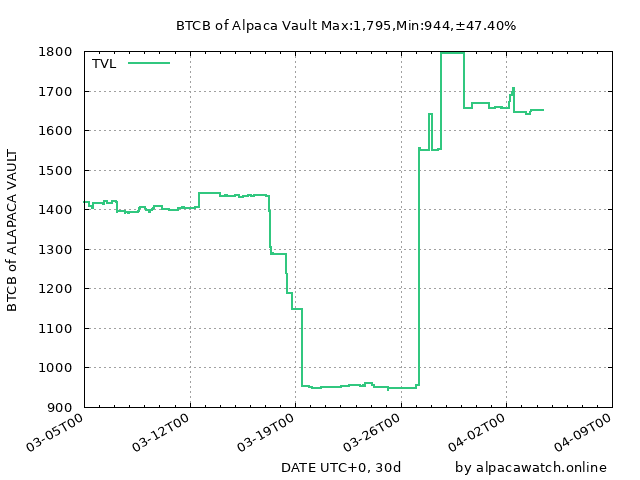 BTCB of Alpaca Vault Max:1,795,Min:944,±47.40%
TVL
BTCB of ALAPACA VAULT
1800
1700
1600
1500
1400
1300
1200
1100
1000
900
03-05T00
03-12T00
03-19T00
03-26T00
04-02T00
04-09T00
DATE UTC+0, 30d
by alpacawatch.online